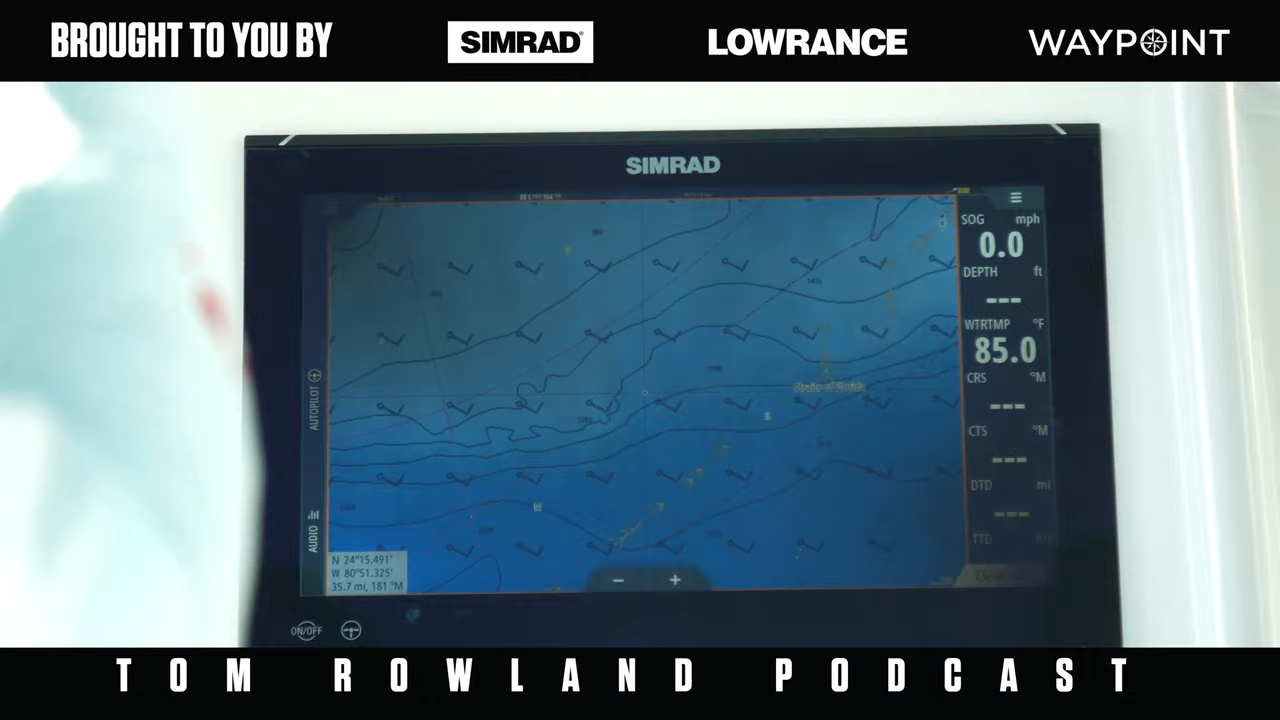 BROUGHT TO YOU BY
SIMRAD
LOWRANCE
WAYPOINT
SIMRAD
SOG mph
0.0
DEPTH ft
---
WTRTMP °F
85.0
CRS °M
---
CTS °M
---
DTD mi
---
TTD
Straits of Florida
AUTOPILOT
AUDIO
N 24°15.491'
W 80°51.325'
35.7 mi, 181 °M
− +
ON/OFF
TOM ROWLAND PODCAST